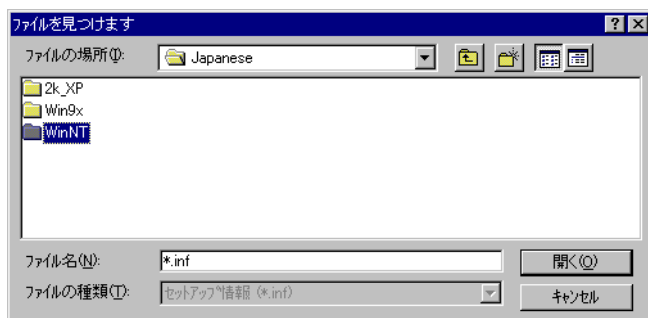 ファイルを見つけます
ファイルの場所(I):
Japanese
2k_XP
Win9x
WinNT
ファイル名(N):
*.inf
開く(O)
ファイルの種類(T):
セットアップ情報 (*.inf)
キャンセル